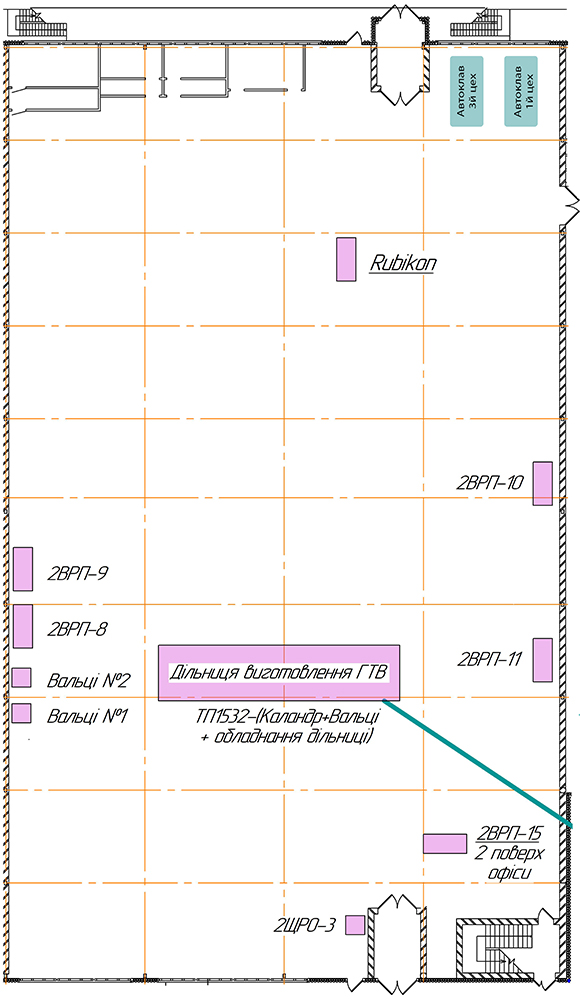 Автоклав
3й цех
Автоклав
1й цех
Rubikon
2ВРП-10
2ВРП-9
2ВРП-8
2ВРП-11
Дільниця виготовлення ГТВ
Вальці №2
Вальці №1
ТП1532-(Каландр+Вальці
+ обладнання дільниці)
2ВРП-15
2 поверх
офіси
2ЩРО-3